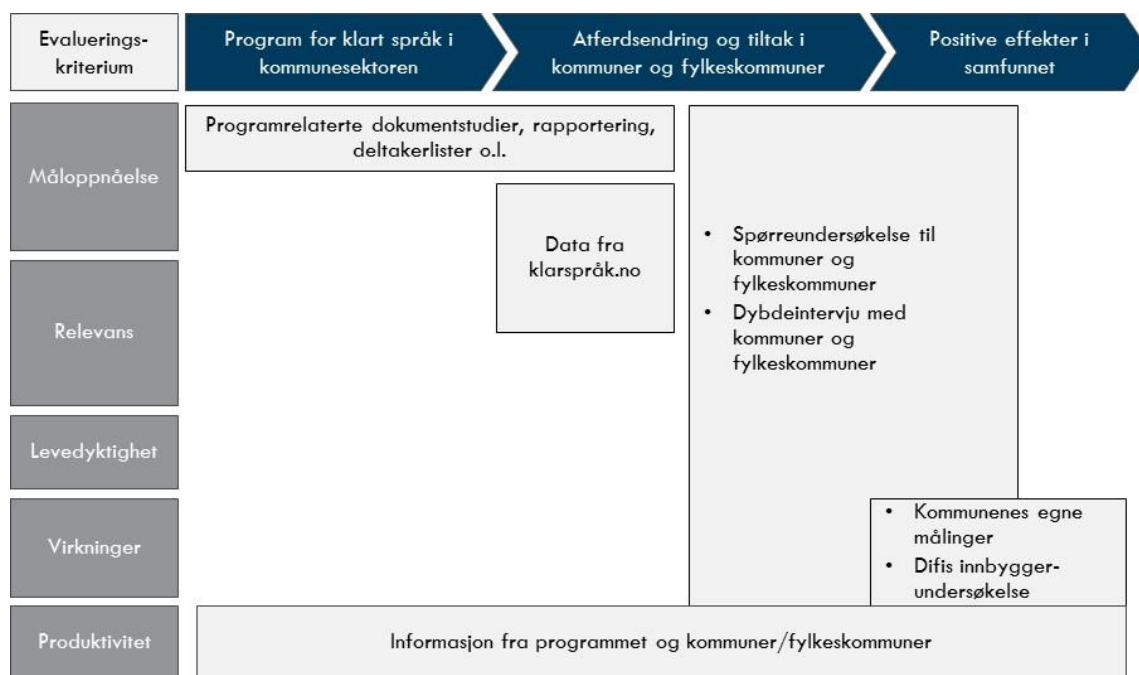 Evaluerings-
kriterium
Program for klart språk i
kommunesektoren
Atferdsendring og tiltak i
kommuner og fylkeskommuner
Positive effekter i
samfunnet
Måloppnåelse
Programrelaterte dokumentstudier, rapportering,
deltakerlister o.l.
Data fra
klarspråk.no
• Spørreundersøkelse til
kommuner og
fylkeskommuner
• Dybdeintervju med
kommuner og
fylkeskommuner
Relevans
Levedyktighet
Virkninger
• Kommunenes egne
målinger
• Difis innbygger-
undersøkelse
Produktivitet
Informasjon fra programmet og kommuner/fylkeskommuner